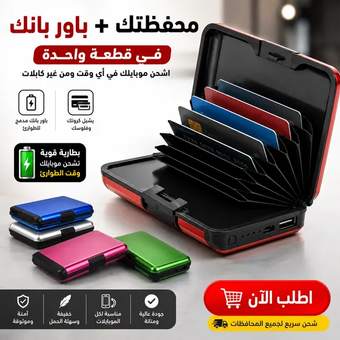 محفظتك + باور بانك
في قطعة واحدة
اشحن موبايلك في أي وقت ومن غير كابلات
يشيل كروتك
وفلوسك
باور بانك مدمج
للطوارئ
بطارية قوية
تشحن موبايلك
وقت الطوارئ
جودة عالية
ومتانة
مناسبة لكل
الموبايلات
خفيفة
وسهلة الحمل
آمنة
وموثوقة
اطلب الآن
شحن سريع لجميع المحافظات